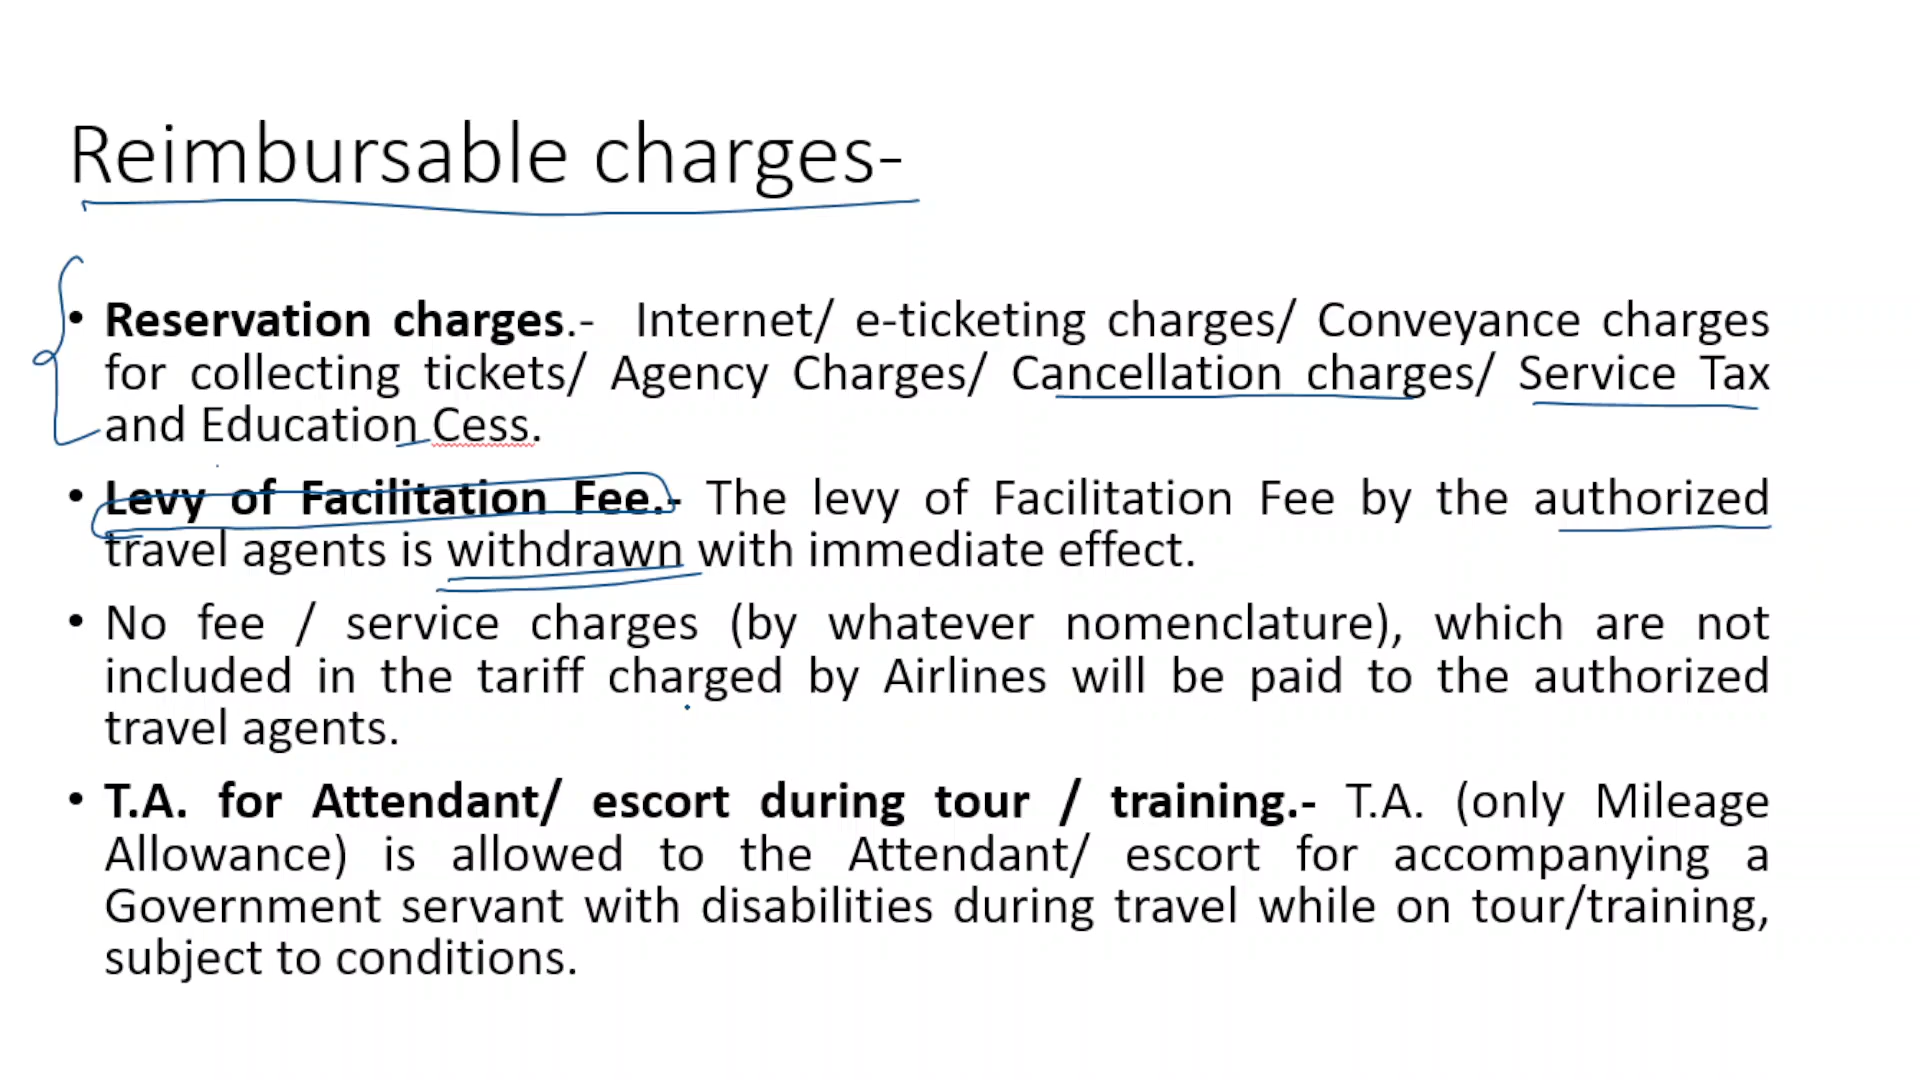 Reimbursable charges-
• Reservation charges.- Internet/ e-ticketing charges/ Conveyance charges
for collecting tickets/ Agency Charges/ Cancellation charges/ Service Tax
and Education Cess.
• Levy of Facilitation Fee.- The levy of Facilitation Fee by the authorized
travel agents is withdrawn with immediate effect.
• No fee / service charges (by whatever nomenclature), which are not
included in the tariff charged by Airlines will be paid to the authorized
travel agents.
• T.A. for Attendant/ escort during tour / training.- T.A. (only Mileage
Allowance) is allowed to the Attendant/ escort for accompanying a
Government servant with disabilities during travel while on tour/training,
subject to conditions.